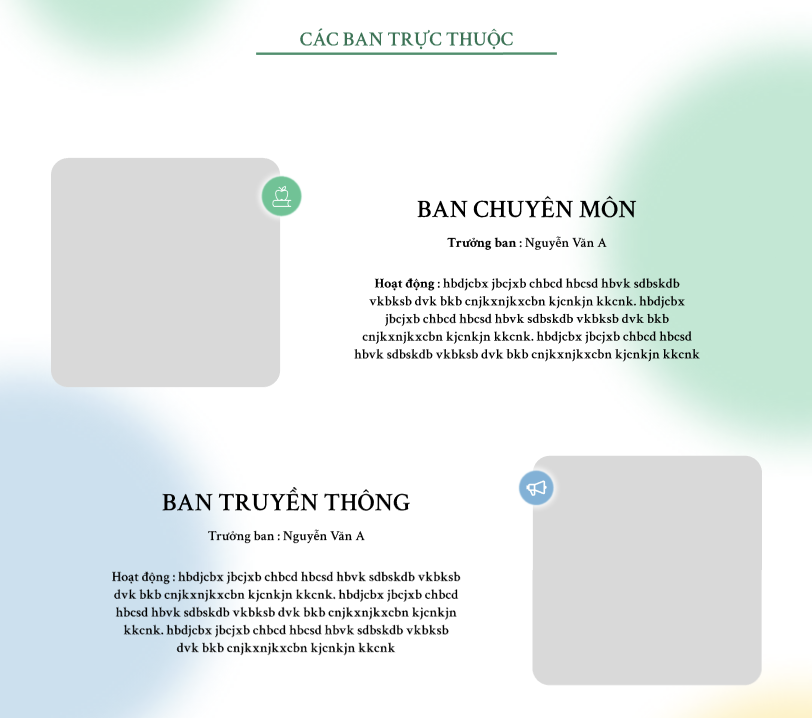 CÁC BAN TRỰC THUỘC
BAN CHUYÊN MÔN
Trưởng ban : Nguyễn Văn A
Hoạt động : hbdjcbx jbcjxb chbcd hbcsd hbvk sdbskdb
vkbksb dvk bkb cnjkxnjkxcbn kjcnkjn kkcnk. hbdjcbx
jbcjxb chbcd hbcsd hbvk sdbskdb vkbksb dvk bkb
cnjkxnjkxcbn kjcnkjn kkcnk. hbdjcbx jbcjxb chbcd hbcsd
hbvk sdbskdb vkbksb dvk bkb cnjkxnjkxcbn kjcnkjn kkcnk
BAN TRUYỀN THÔNG
Trưởng ban : Nguyễn Văn A
Hoạt động : hbdjcbx jbcjxb chbcd hbcsd hbvk sdbskdb vkbksb
dvk bkb cnjkxnjkxcbn kjcnkjn kkcnk. hbdjcbx jbcjxb chbcd
hbcsd hbvk sdbskdb vkbksb dvk bkb cnjkxnjkxcbn kjcnkjn
kkcnk. hbdjcbx jbcjxb chbcd hbcsd hbvk sdbskdb vkbksb
dvk bkb cnjkxnjkxcbn kjcnkjn kkcnk